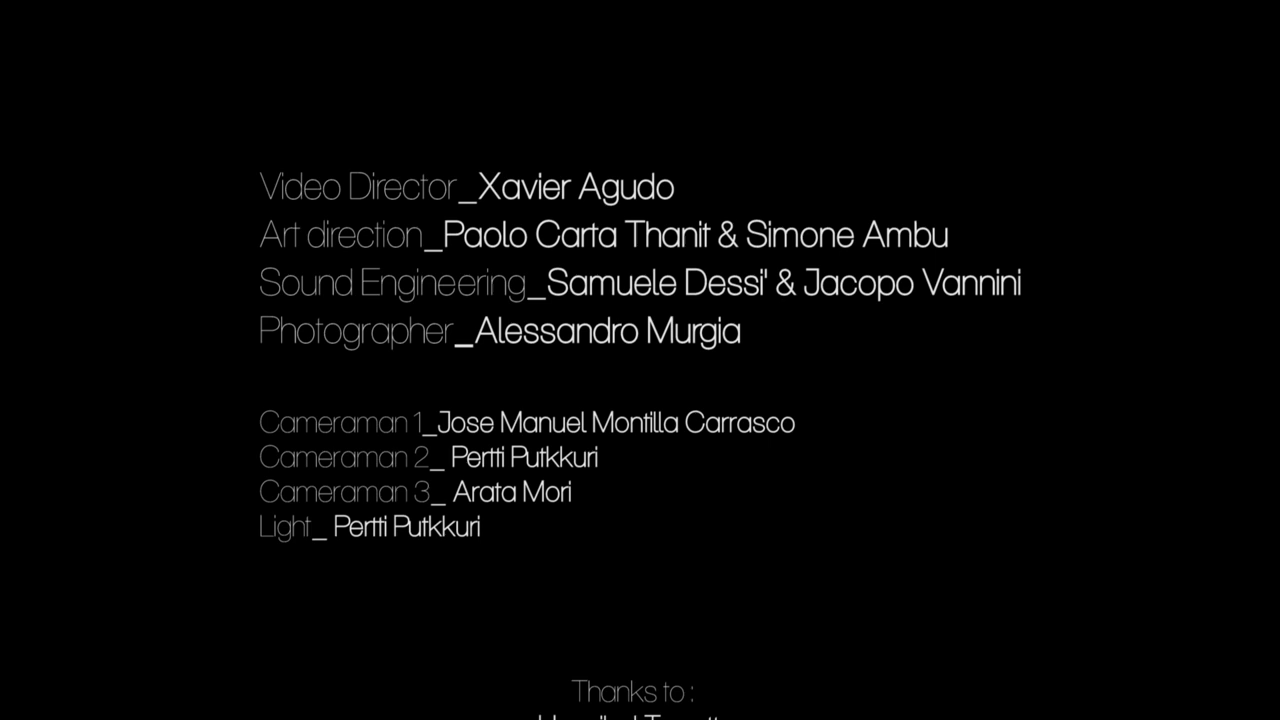 Video Director_Xavier Agudo
Art direction_Paolo Carta Thanit & Simone Ambu
Sound Engineering_Samuele Dessi' & Jacopo Vannini
Photographer_Alessandro Murgia
Cameraman 1_Jose Manuel Montilla Carrasco
Cameraman 2_ Pertti Putkkuri
Cameraman 3_ Arata Mori
Light_ Pertti Putkkuri
Thanks to :